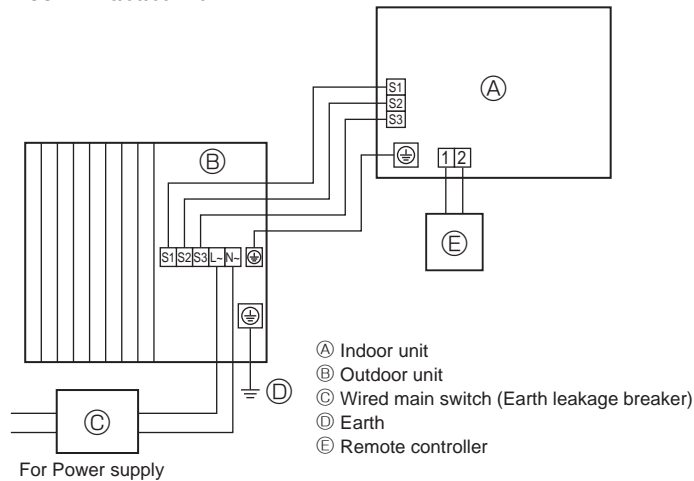 Ⓐ
S1
S2
S3
1 2
Ⓑ
Ⓔ
S1 S2 S3 L~ N~
Ⓓ
Ⓒ
For Power supply
Ⓐ Indoor unit
Ⓑ Outdoor unit
Ⓒ Wired main switch (Earth leakage breaker)
Ⓓ Earth
Ⓔ Remote controller